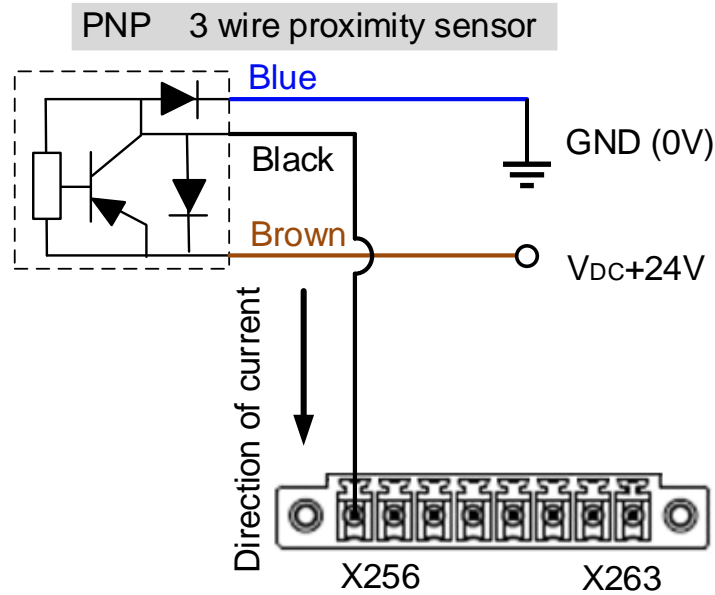 PNP 3 wire proximity sensor
Blue
GND (0V)
Black
Brown
VDC+24V
Direction of current
X256 X263